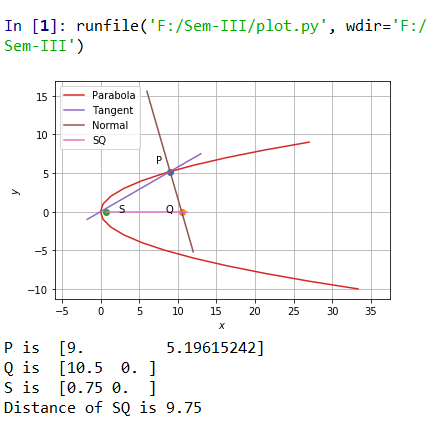 In [1]: runfile('F:/Sem-III/plot.py', wdir='F:/
Sem-III')
Parabola
Tangent
Normal
SQ
15
10
5
0
−5
−10
y
P
S
Q
−5 0 5 10 15 20 25 30 35
x
P is [9. 5.19615242]
Q is [10.5 0. ]
S is [0.75 0. ]
Distance of SQ is 9.75